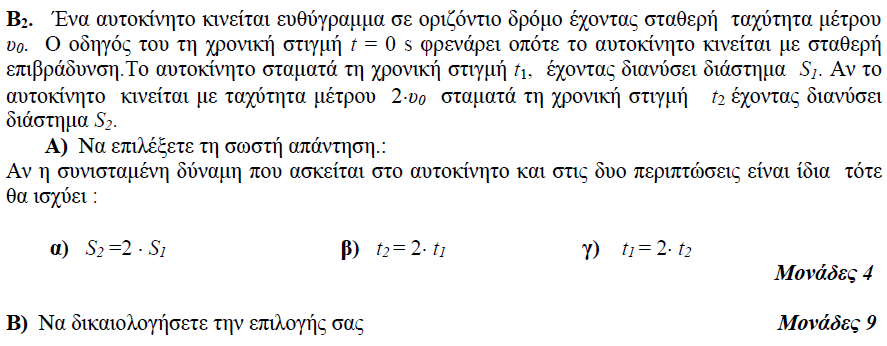 Β₂. Ένα αυτοκίνητο κινείται ευθύγραμμα σε οριζόντιο δρόμο έχοντας σταθερή ταχύτητα μέτρου
υ₀. Ο οδηγός του τη χρονική στιγμή t = 0 s φρενάρει οπότε το αυτοκίνητο κινείται με σταθερή
επιβράδυνση.Το αυτοκίνητο σταματά τη χρονική στιγμή t₁, έχοντας διανύσει διάστημα S₁. Αν το
αυτοκίνητο κινείται με ταχύτητα μέτρου 2·υ₀ σταματά τη χρονική στιγμή t₂ έχοντας διανύσει
διάστημα S₂.
Α) Να επιλέξετε τη σωστή απάντηση.:
Αν η συνισταμένη δύναμη που ασκείται στο αυτοκίνητο και στις δυο περιπτώσεις είναι ίδια τότε
θα ισχύει :
α) S₂ =2 · S₁ β) t₂ = 2· t₁ γ) t₁ = 2· t₂
Μονάδες 4
Β) Να δικαιολογήσετε την επιλογής σας Μονάδες 9